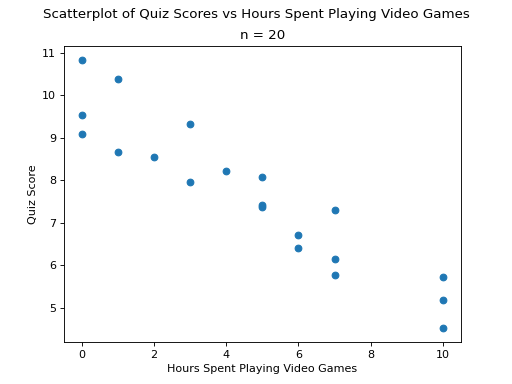 Scatterplot of Quiz Scores vs Hours Spent Playing Video Games
n = 20
11
10
9
8
7
6
5
Quiz Score
0 2 4 6 8 10
Hours Spent Playing Video Games